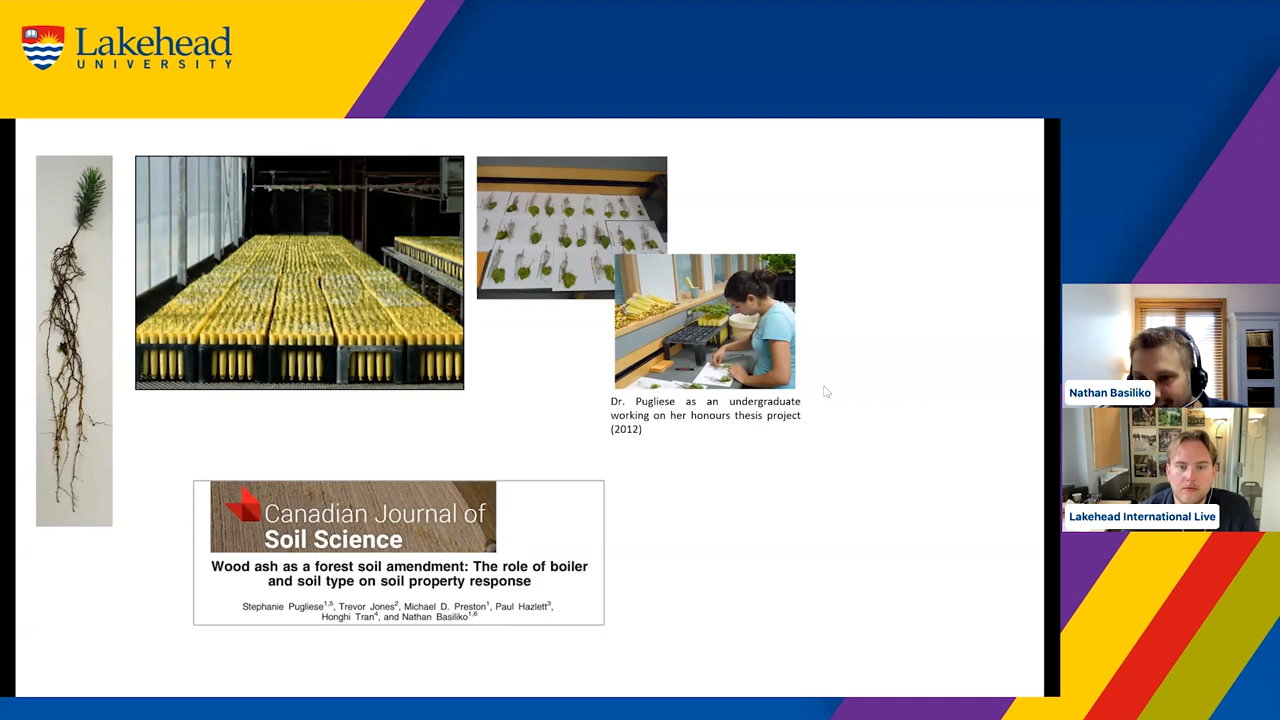 Lakehead
UNIVERSITY
Dr. Pugliese as an undergraduate
working on her honours thesis project
(2012)
Canadian Journal of
Soil Science
Wood ash as a forest soil amendment: The role of boiler
and soil type on soil property response
Stephanie Pugliese1,5, Trevor Jones2, Michael D. Preston1, Paul Hazlett3,
Honghi Tran4, and Nathan Basiliko1,6
Nathan Basiliko
Lakehead International Live